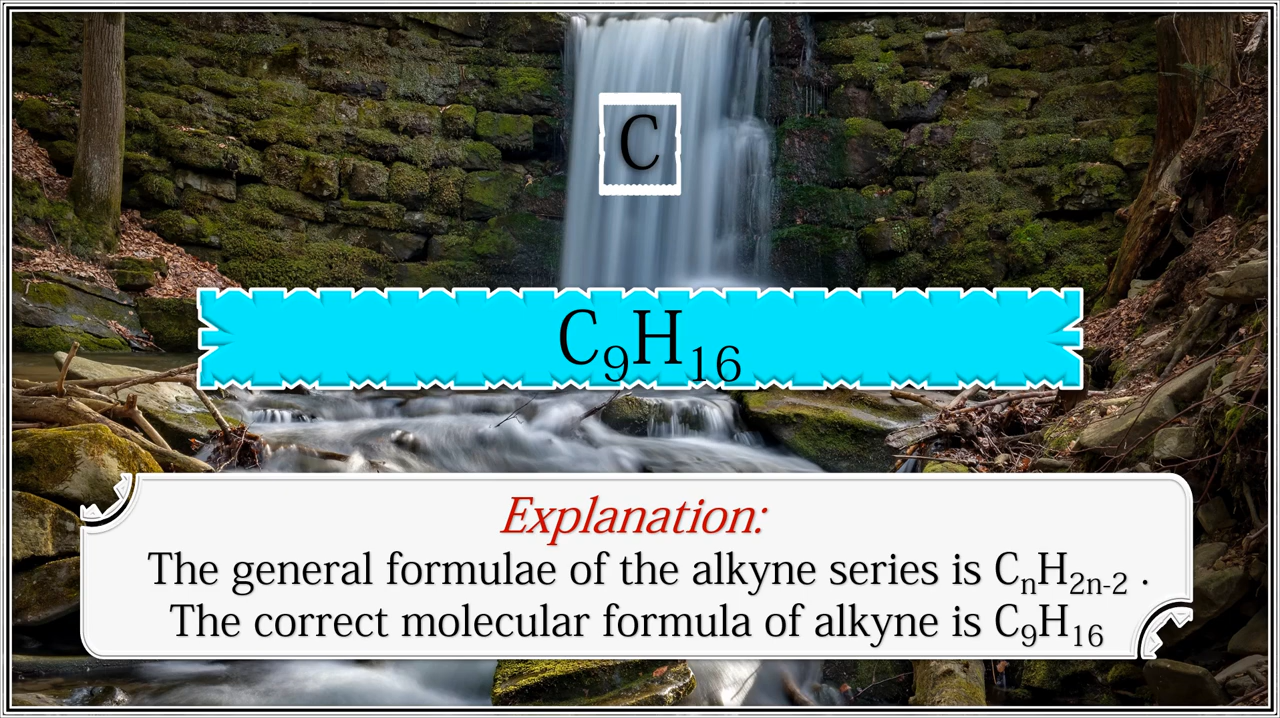 C
C₉H₁₆
Explanation:
The general formulae of the alkyne series is CₙH₂ₙ₋₂ .
The correct molecular formula of alkyne is C₉H₁₆